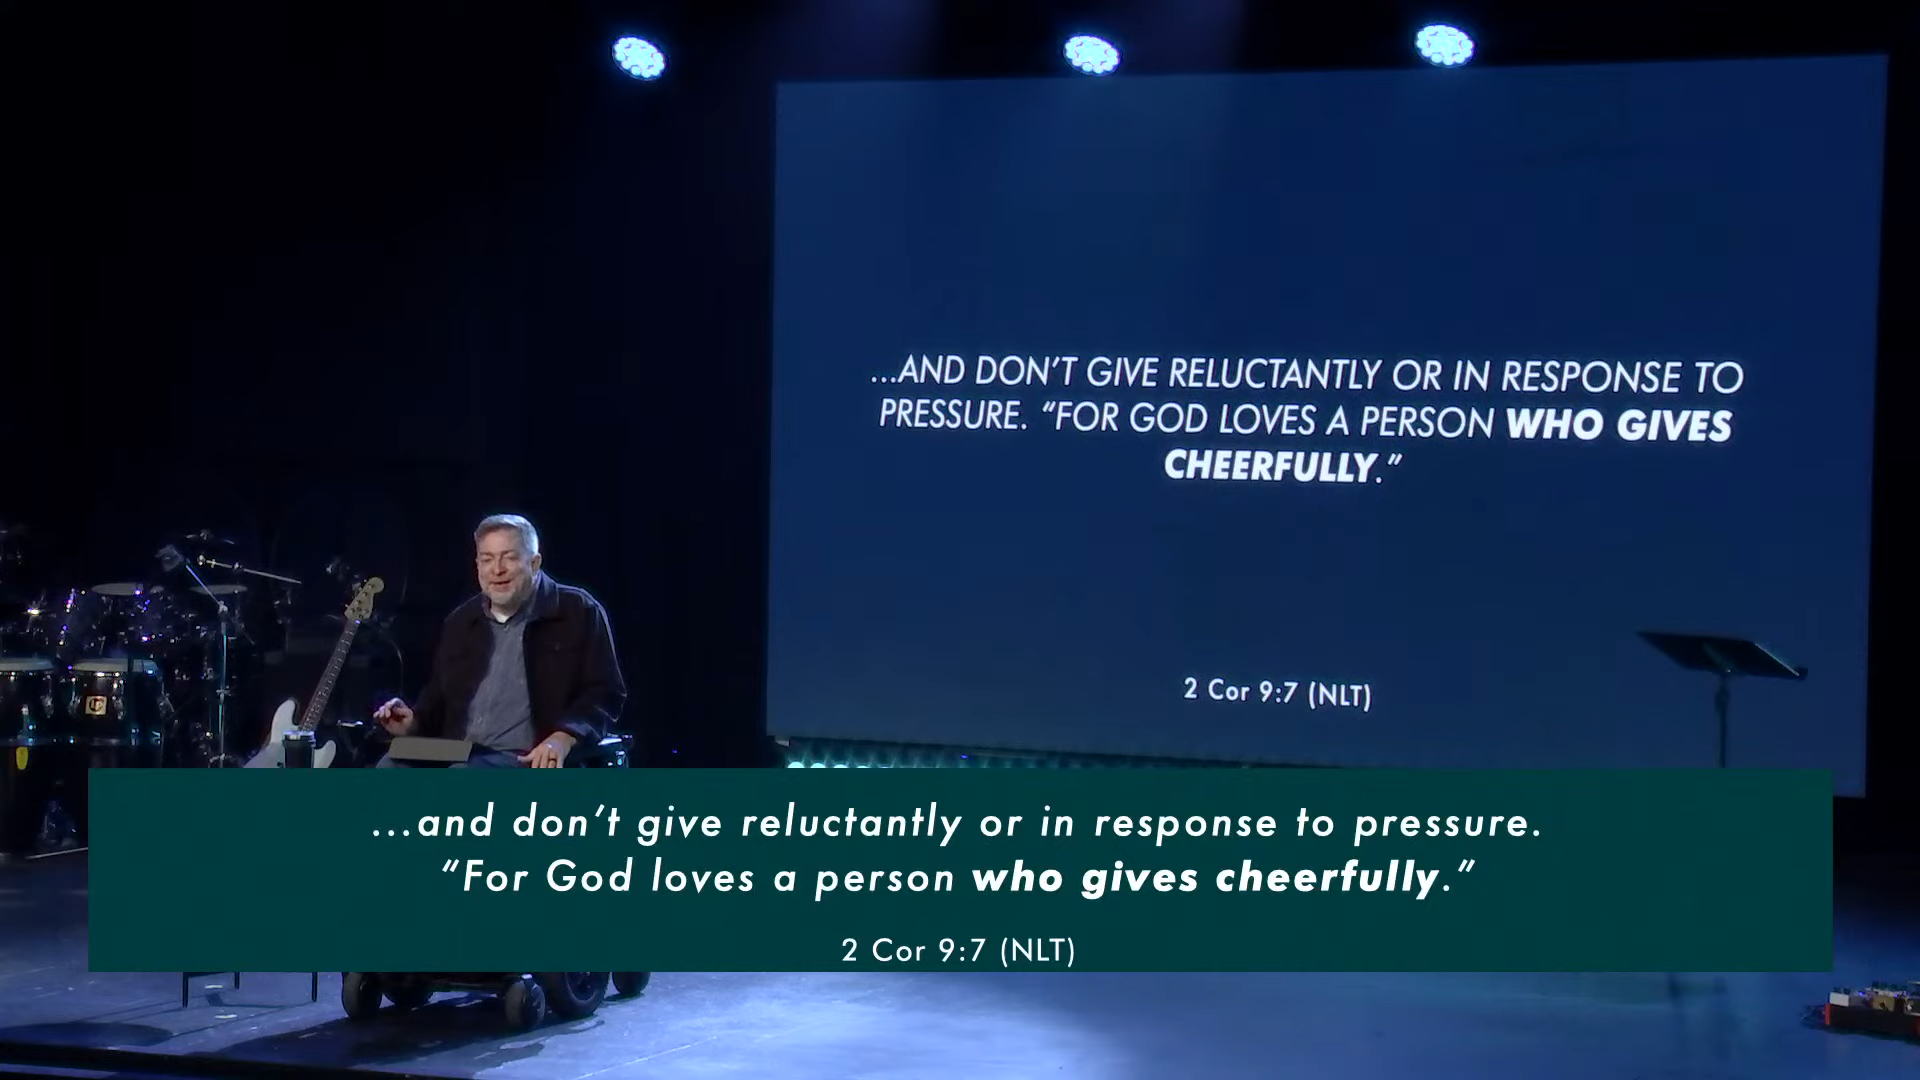 ...AND DON'T GIVE RELUCTANTLY OR IN RESPONSE TO
PRESSURE. “FOR GOD LOVES A PERSON WHO GIVES
CHEERFULLY.”
2 Cor 9:7 (NLT)
...and don't give reluctantly or in response to pressure.
“For God loves a person who gives cheerfully.”
2 Cor 9:7 (NLT)